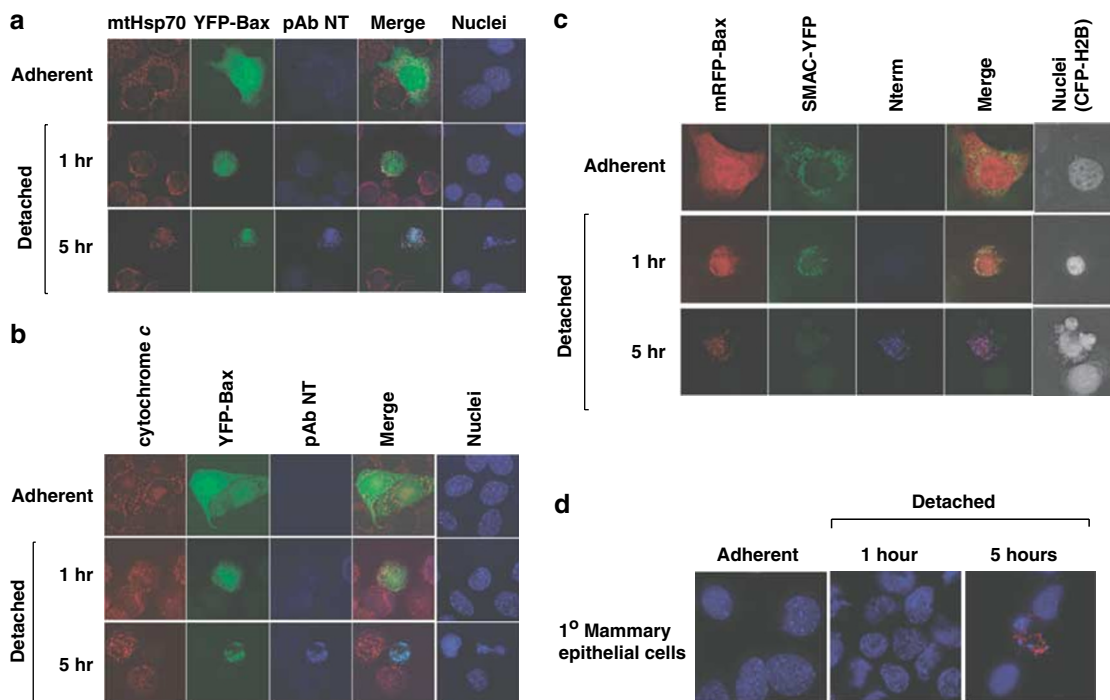 a
mtHsp70 YFP-Bax pAb NT Merge Nuclei
Adherent
Detached
1 hr
5 hr
b
cytochrome c
YFP-Bax
pAb NT
Merge
Nuclei
Adherent
Detached
1 hr
5 hr
c
mRFP-Bax
SMAC-YFP
Nterm
Merge
Nuclei
(CFP-H2B)
Adherent
Detached
1 hr
5 hr
d
Detached
Adherent 1 hour 5 hours
1º Mammary
epithelial cells